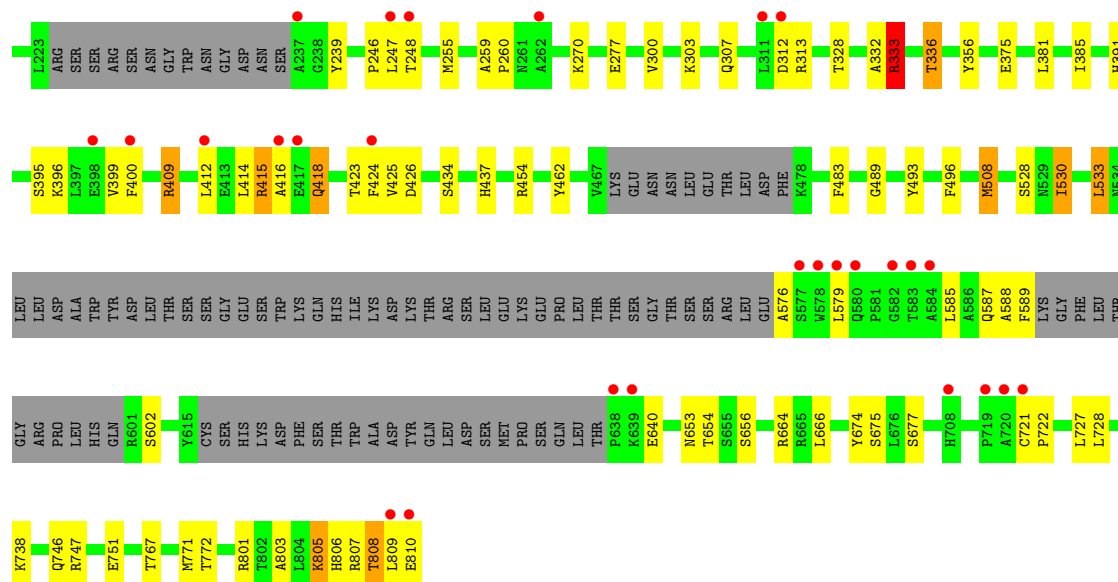 L223 ARG SER SER ARG SER ASN GLY TRP ASN GLY ASP ASN SER A237 G238 Y239 P246 L247 T248 M255 A259 P260 N261 A262 K270 E277 V300 K303 Q307 L311 D312 R313 T328 A332 R333 T336 Y356 E375 L381 I385 H391
S395 K396 L397 E398 V399 F400 R409 L412 E413 L414 R415 A416 E417 Q418 T423 F424 V425 D426 S434 H437 R454 Y462 V467 LYS GLU ASN ASN LEU GLU THR LEU ASP PHE K478 F483 G489 Y493 F496 M508 S528 N529 I530 L533 N534
LEU LEU ASP ALA TRP TYR ASP LEU THR SER SER GLY GLU SER TRP LYS GLN HIS ILE LYS ASP LYS THR ARG SER LEU GLU LYS GLU PRO LEU THR THR SER GLY THR SER SER ARG LEU GLU A576 S577 W578 L579 Q580 P581 G582 T583 A584 L585 A586 Q587 A588 F589 LYS GLY PHE LEU THR
GLY ARG PRO LEU HIS GLN R601 S602 Y615 CYS SER HIS LYS ASP PHE SER THR TRP ALA ASP TYR GLN LEU ASP SER MET PRO SER GLN LEU THR P638 K639 E640 N653 T654 S655 S656 R664 R665 L666 Y674 S675 L676 S677 H708 P719 A720 C721 P722 L727 L728
K738 Q746 R747 E751 T767 M771 T772 R801 T802 A803 L804 K805 H806 R807 T808 L809 E810